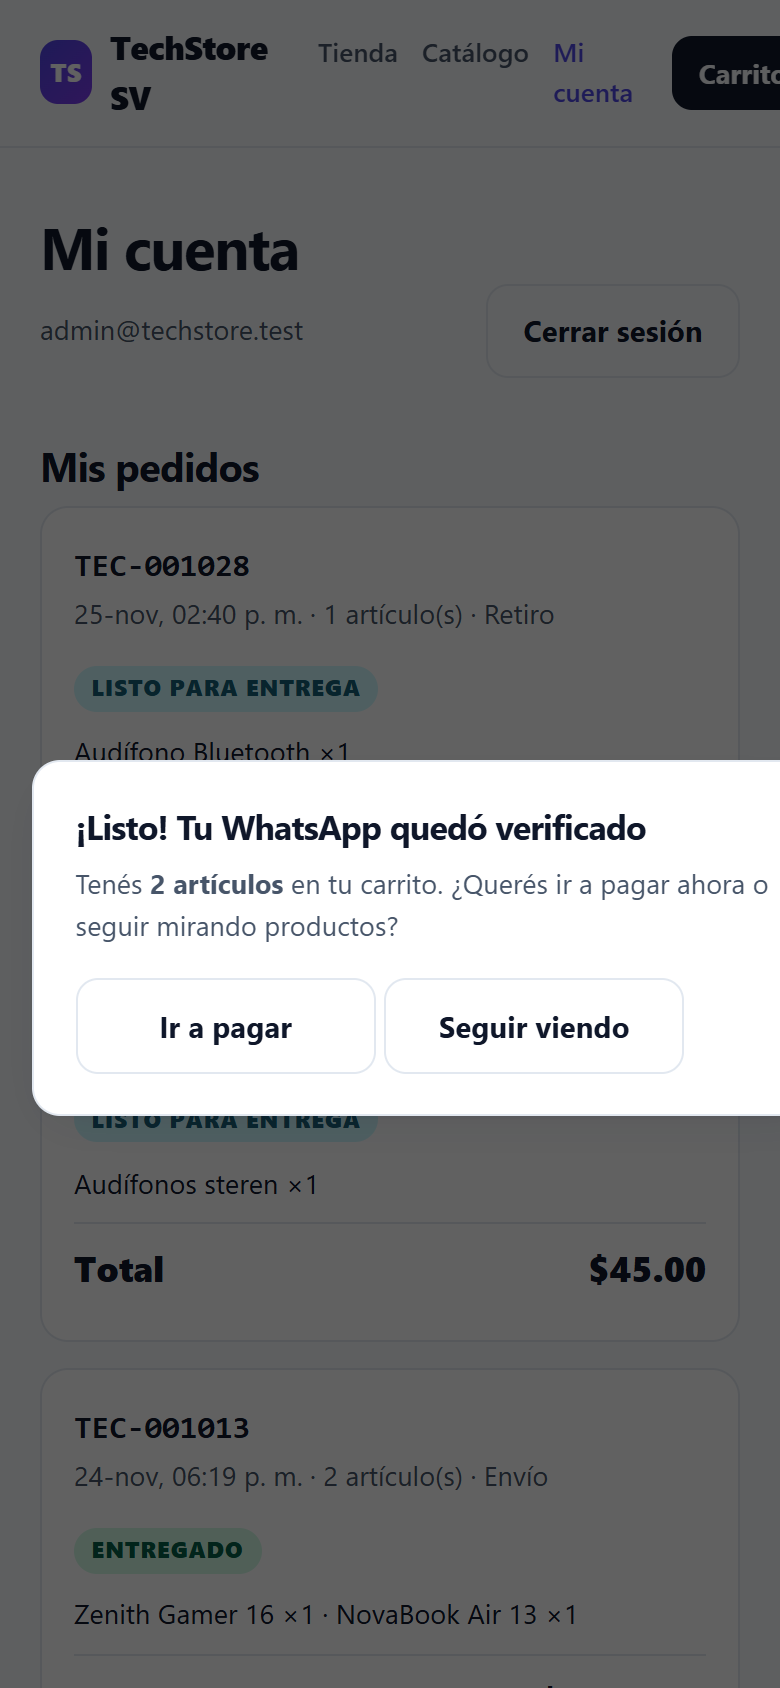 TS
TechStore
SV
Tienda
Catálogo
Mi
cuenta
Carrito
Mi cuenta
admin@techstore.test
Cerrar sesión
Mis pedidos
TEC-001028
25-nov, 02:40 p. m. · 1 artículo(s) · Retiro
LISTO PARA ENTREGA
Audífono Bluetooth ×1
¡Listo! Tu WhatsApp quedó verificado
Tenés 2 artículos en tu carrito. ¿Querés ir a pagar ahora o
seguir mirando productos?
Ir a pagar
Seguir viendo
LISTO PARA ENTREGA
Audífonos steren ×1
Total
$45.00
TEC-001013
24-nov, 06:19 p. m. · 2 artículo(s) · Envío
ENTREGADO
Zenith Gamer 16 ×1 · NovaBook Air 13 ×1